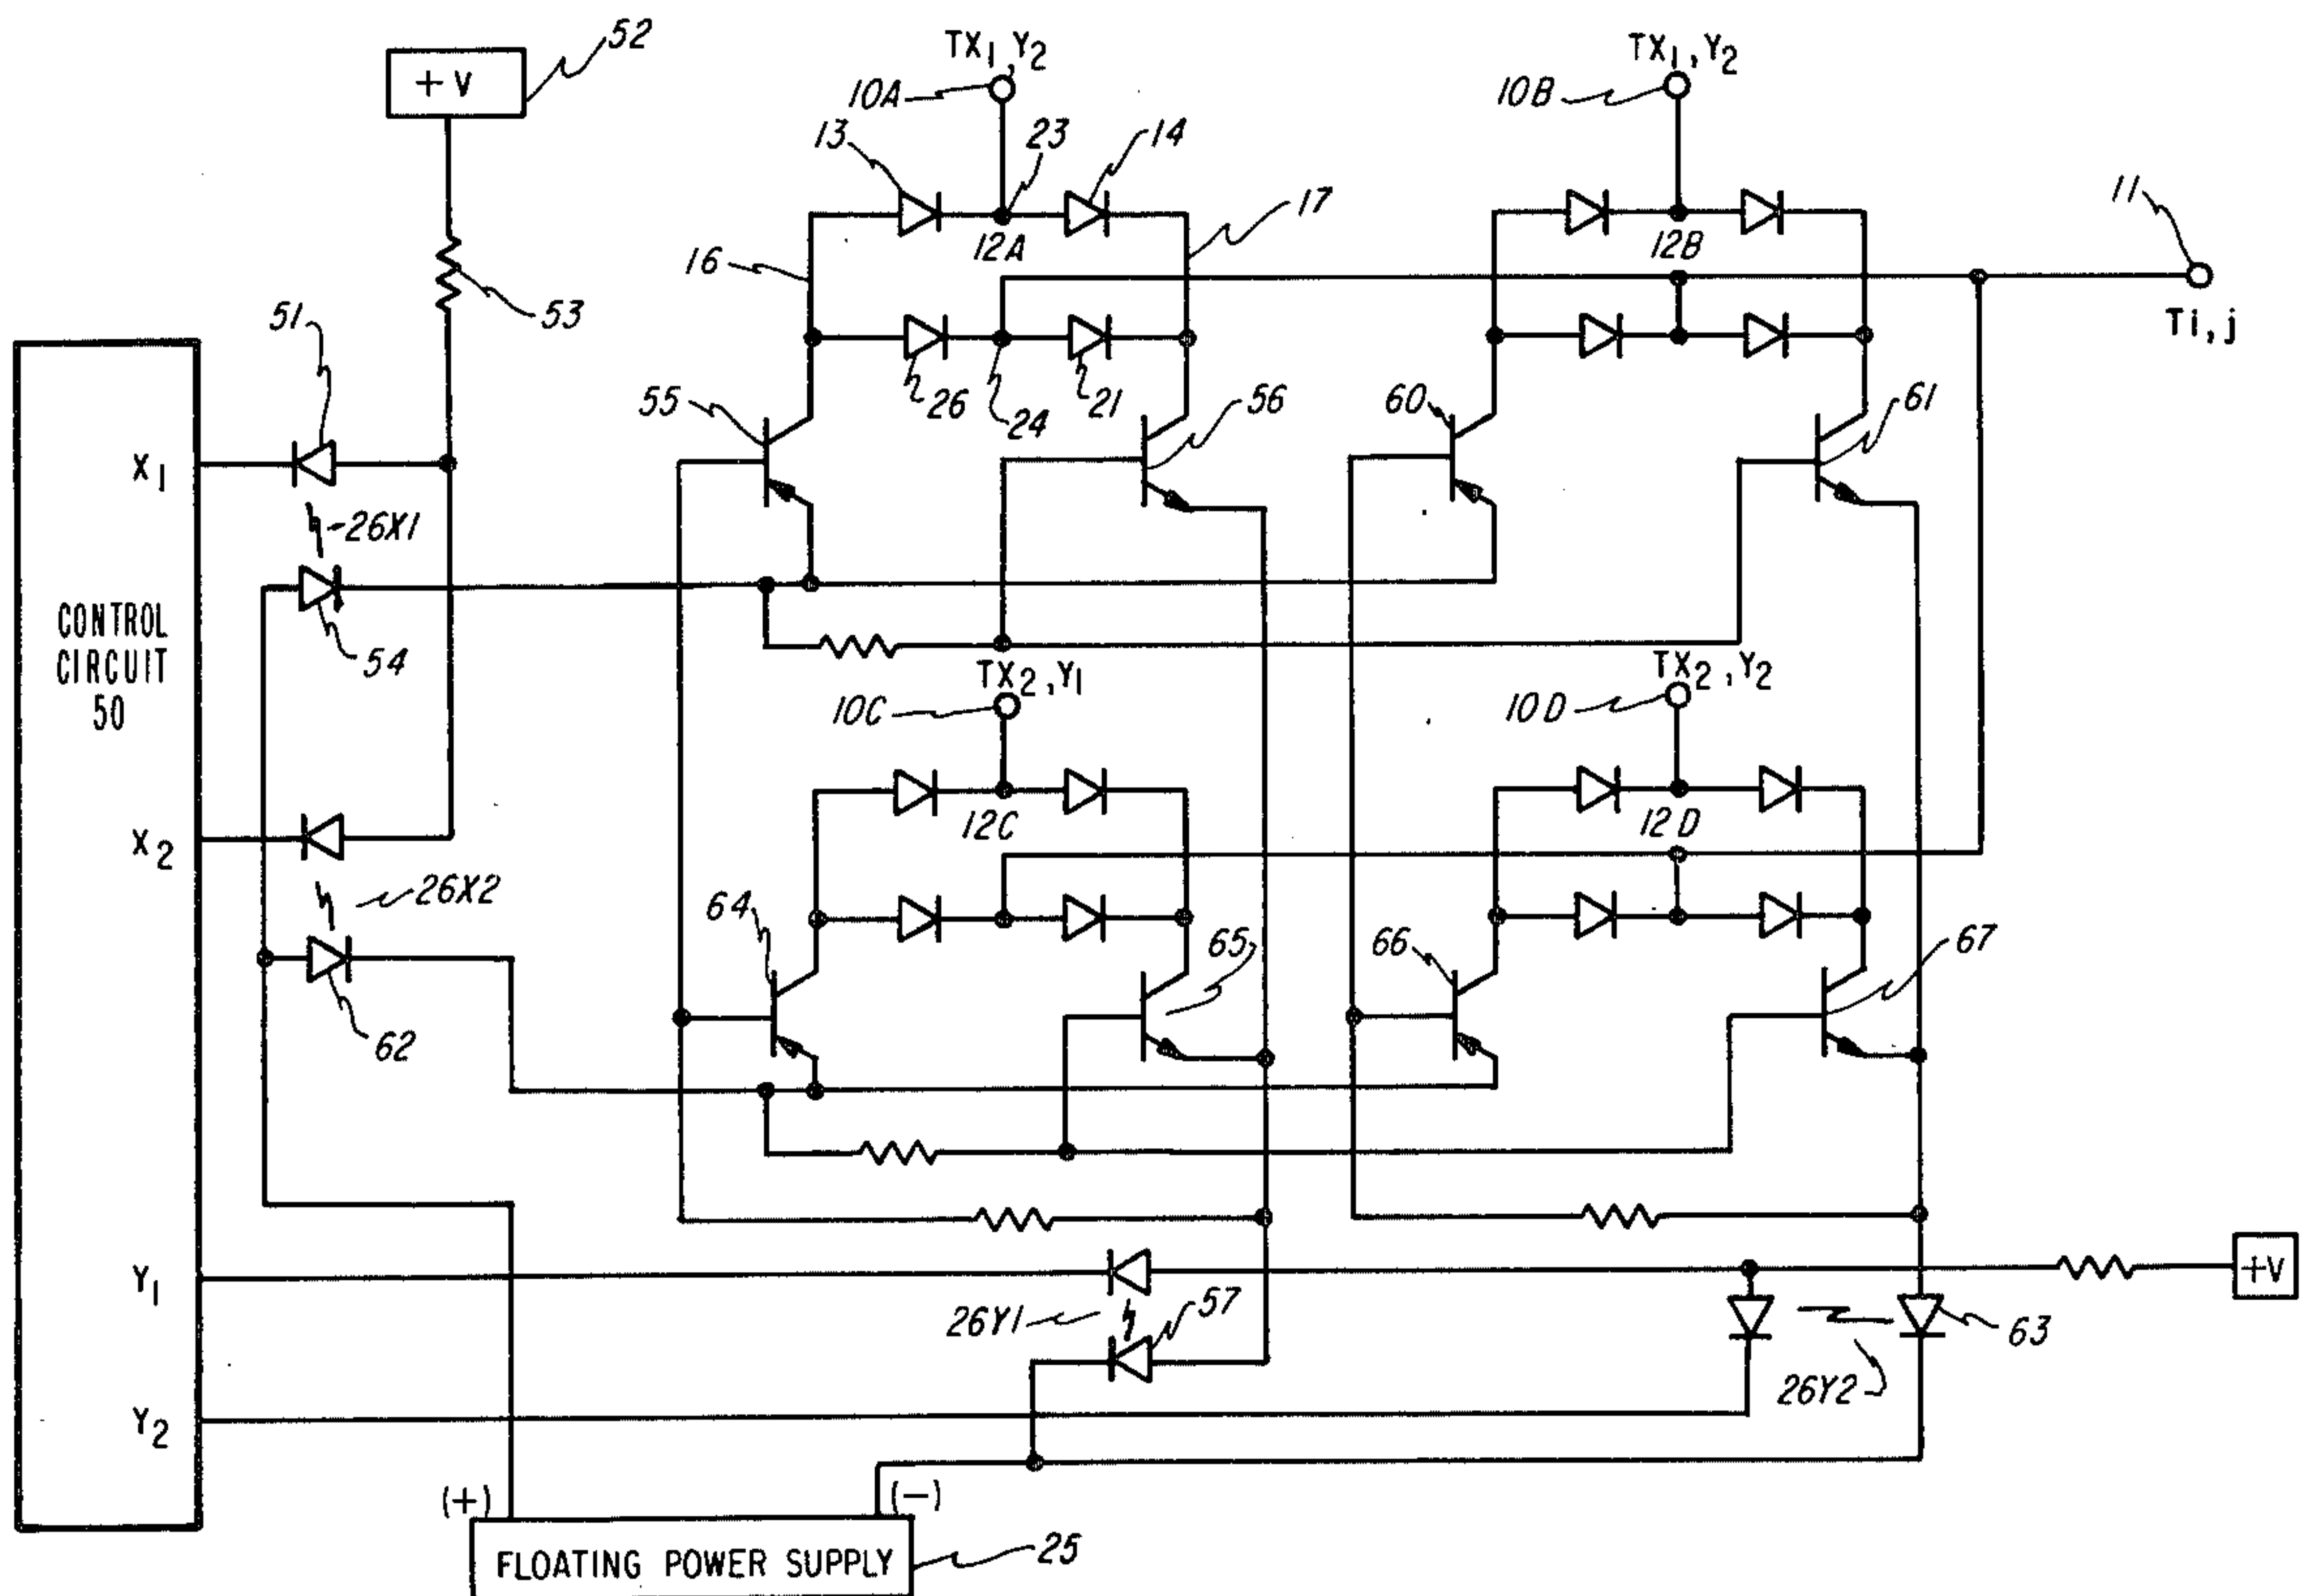 52
+V
TX1, Y2
10A
TX1, Y2
10B
13
23
14
17
11
12A
12B
16
53
Ti, j
51
55
26
24
21
56
60
61
X1
26X1
CONTROL
CIRCUIT
50
54
TX2, Y1
10C
TX2, Y2
10D
12C
12D
X2
26X2
64
65
66
67
62
Y1
26Y1
57
+V
63
26Y2
Y2
(+)
(-)
FLOATING POWER SUPPLY
25